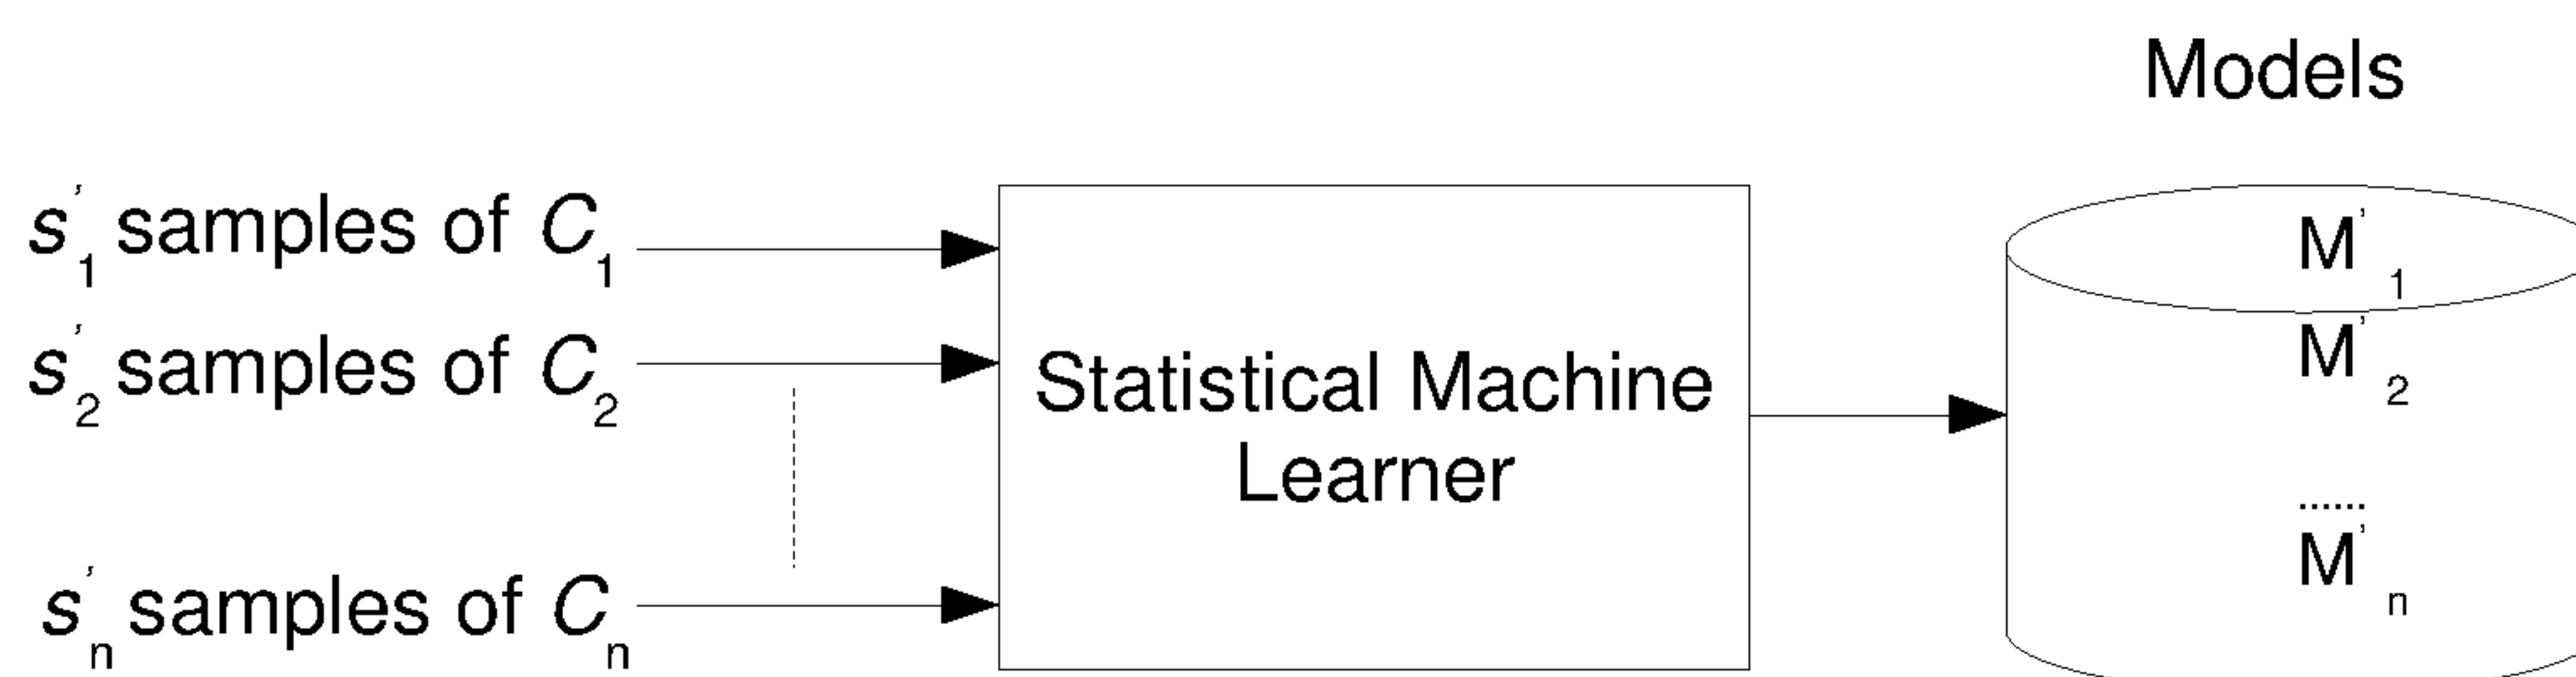 Models
s'1 samples of C1
s'2 samples of C2
s'n samples of Cn
Statistical Machine
Learner
M'1
M'2
......
M'n